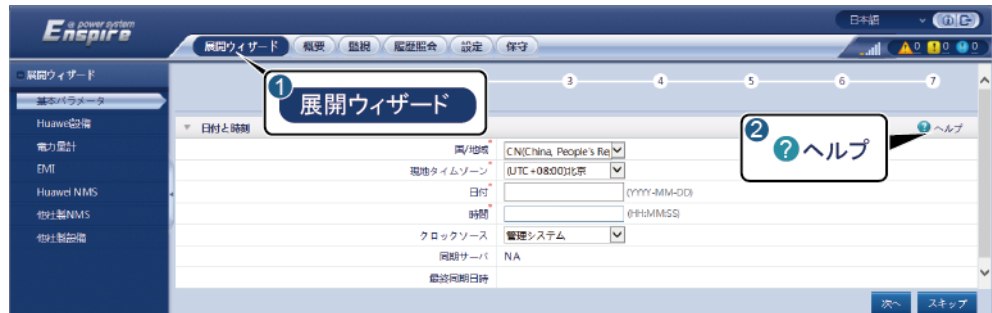 Enspire
e power system
日本語
展開ウィザード 概要 監視 履歴照会 設定 保守
0 0 0
展開ウィザード
基本パラメータ
Huawei設備
電力量計
EMI
Huawei NMS
他社製NMS
他社製設備
3 4 5 6 7
1
展開ウィザード
2
? ヘルプ
日付と時刻
? ヘルプ
国/地域* CN(China, People's Re
現地タイムゾーン* (UTC+08:00)北京
日付* (YYYY-MM-DD)
時間* (HH:MM:SS)
クロックソース 管理システム
同期サーバ NA
最終同期日時
次へ スキップ